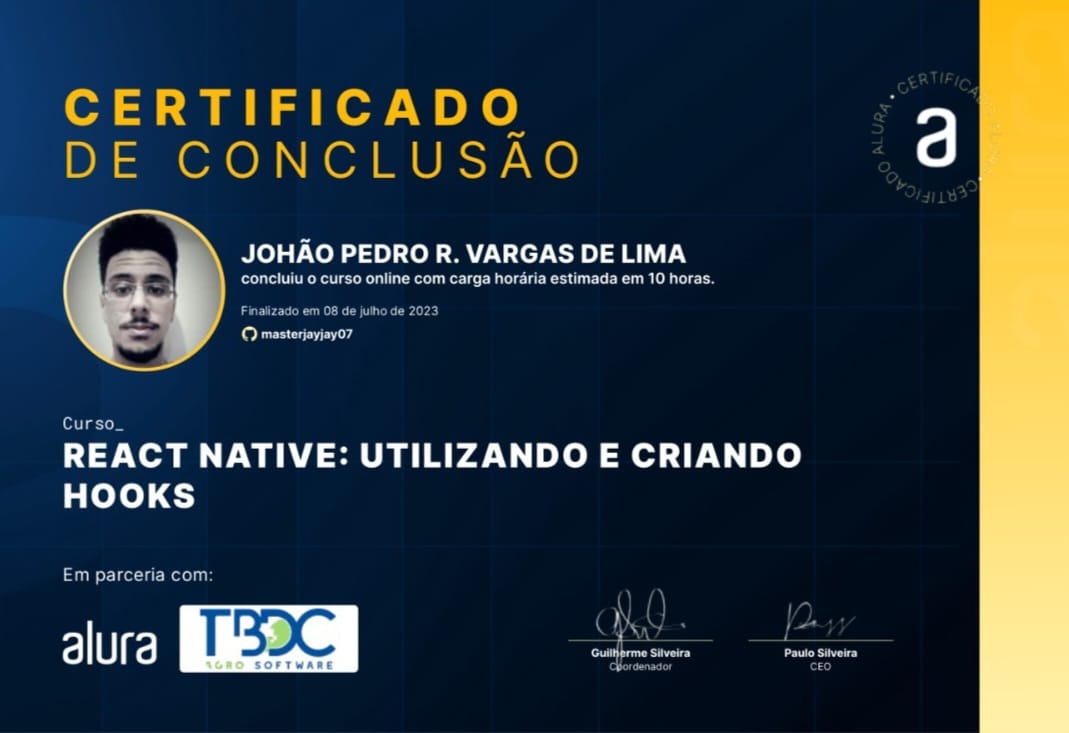 CERTIFICADO
DE CONCLUSÃO
CERTIFICADO ALURA • CERTIFICADO ALURA •
a
JOHÃO PEDRO R. VARGAS DE LIMA
concluiu o curso online com carga horária estimada em 10 horas.
Finalizado em 08 de julho de 2023
masterjayjay07
Curso_
REACT NATIVE: UTILIZANDO E CRIANDO
HOOKS
Em parceria com:
alura
TBDC
AGRO SOFTWARE
Guilherme Silveira
Coordenador
Paulo Silveira
CEO